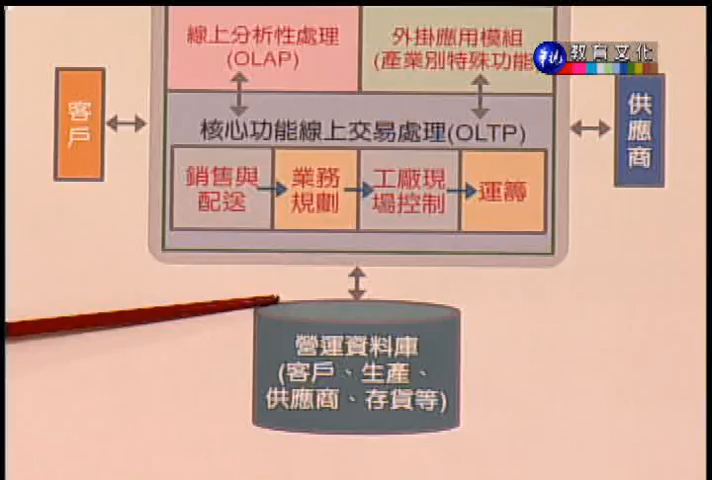 線上分析性處理
(OLAP)
外掛應用模組
(產業別特殊功能
華視
教育文化
客戶
供應商
核心功能線上交易處理(OLTP)
銷售與
配送
業務
規劃
工廠現
場控制
運籌
營運資料庫
(客戶、生產、
供應商、存貨等)